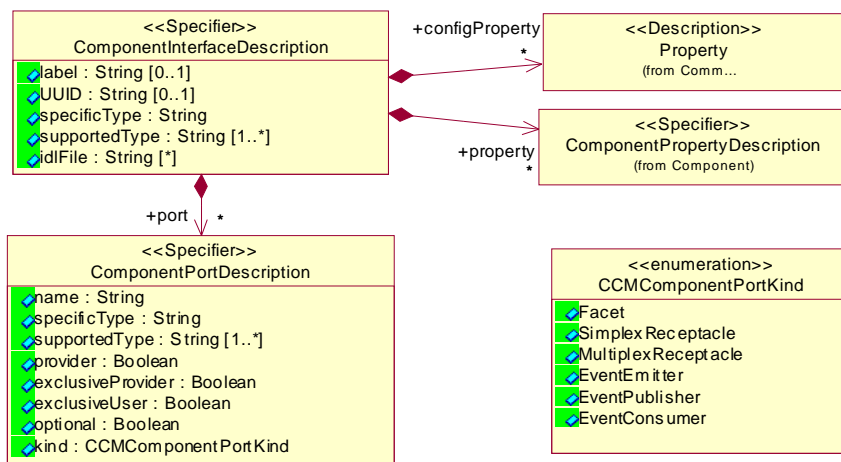 <<Specifier>>
ComponentInterfaceDescription
label : String [0..1]
UUID : String [0..1]
specificType : String
supportedType : String [1..*]
idlFile : String [*]
+configProperty
*
<<Description>>
Property
(from Comm...
+property
*
<<Specifier>>
ComponentPropertyDescription
(from Component)
+port
*
<<Specifier>>
ComponentPortDescription
name : String
specificType : String
supportedType : String [1..*]
provider : Boolean
exclusiveProvider : Boolean
exclusiveUser : Boolean
optional : Boolean
kind : CCMComponentPortKind
<<enumeration>>
CCMComponentPortKind
Facet
SimplexReceptacle
MultiplexReceptacle
EventEmitter
EventPublisher
EventConsumer